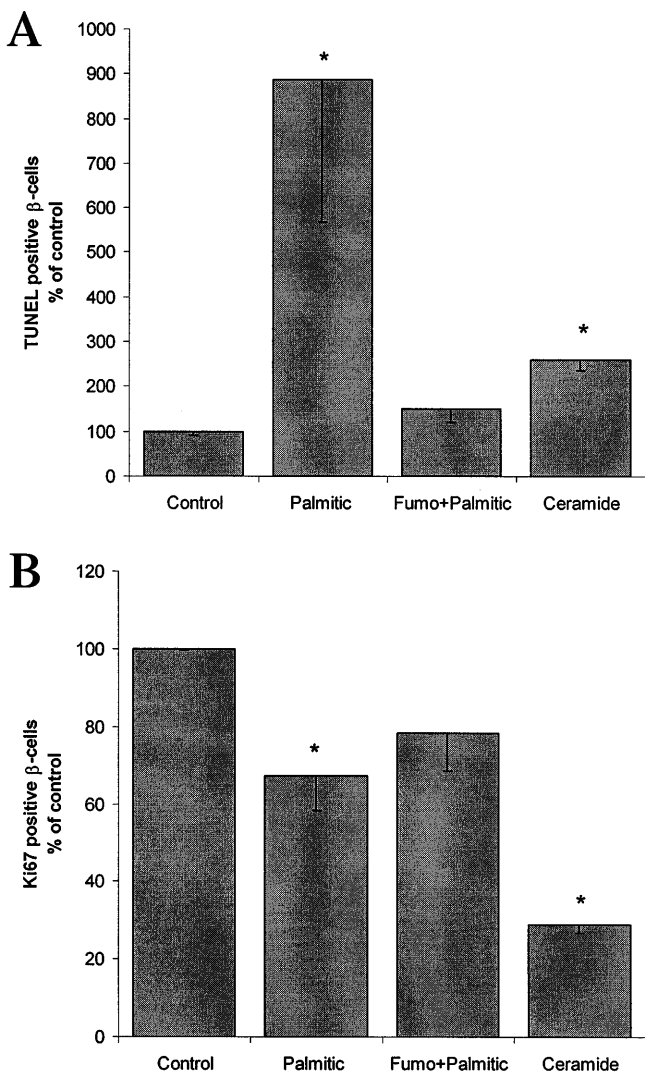 A
TUNEL positive β-cells
% of control
1000
900
800
700
600
500
400
300
200
100
0
*
*
Control Palmitic Fumo+Palmitic Ceramide
B
Ki67 positive β-cells
% of control
120
100
80
60
40
20
0
*
*
Control Palmitic Fumo+Palmitic Ceramide